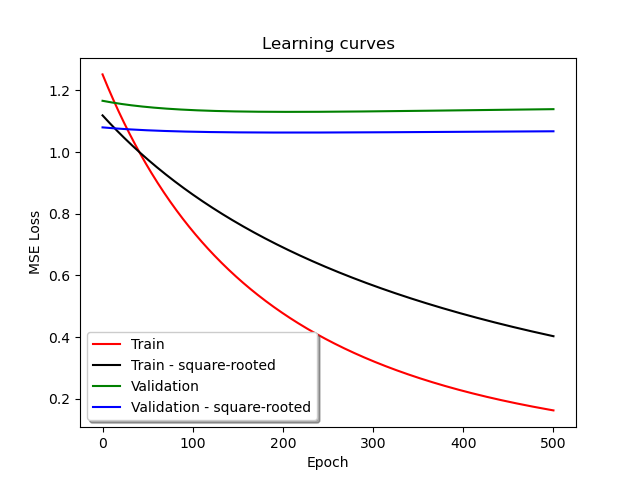 Learning curves
MSE Loss
1.2
1.0
0.8
0.6
0.4
0.2
Train
Train - square-rooted
Validation
Validation - square-rooted
0 100 200 300 400 500
Epoch